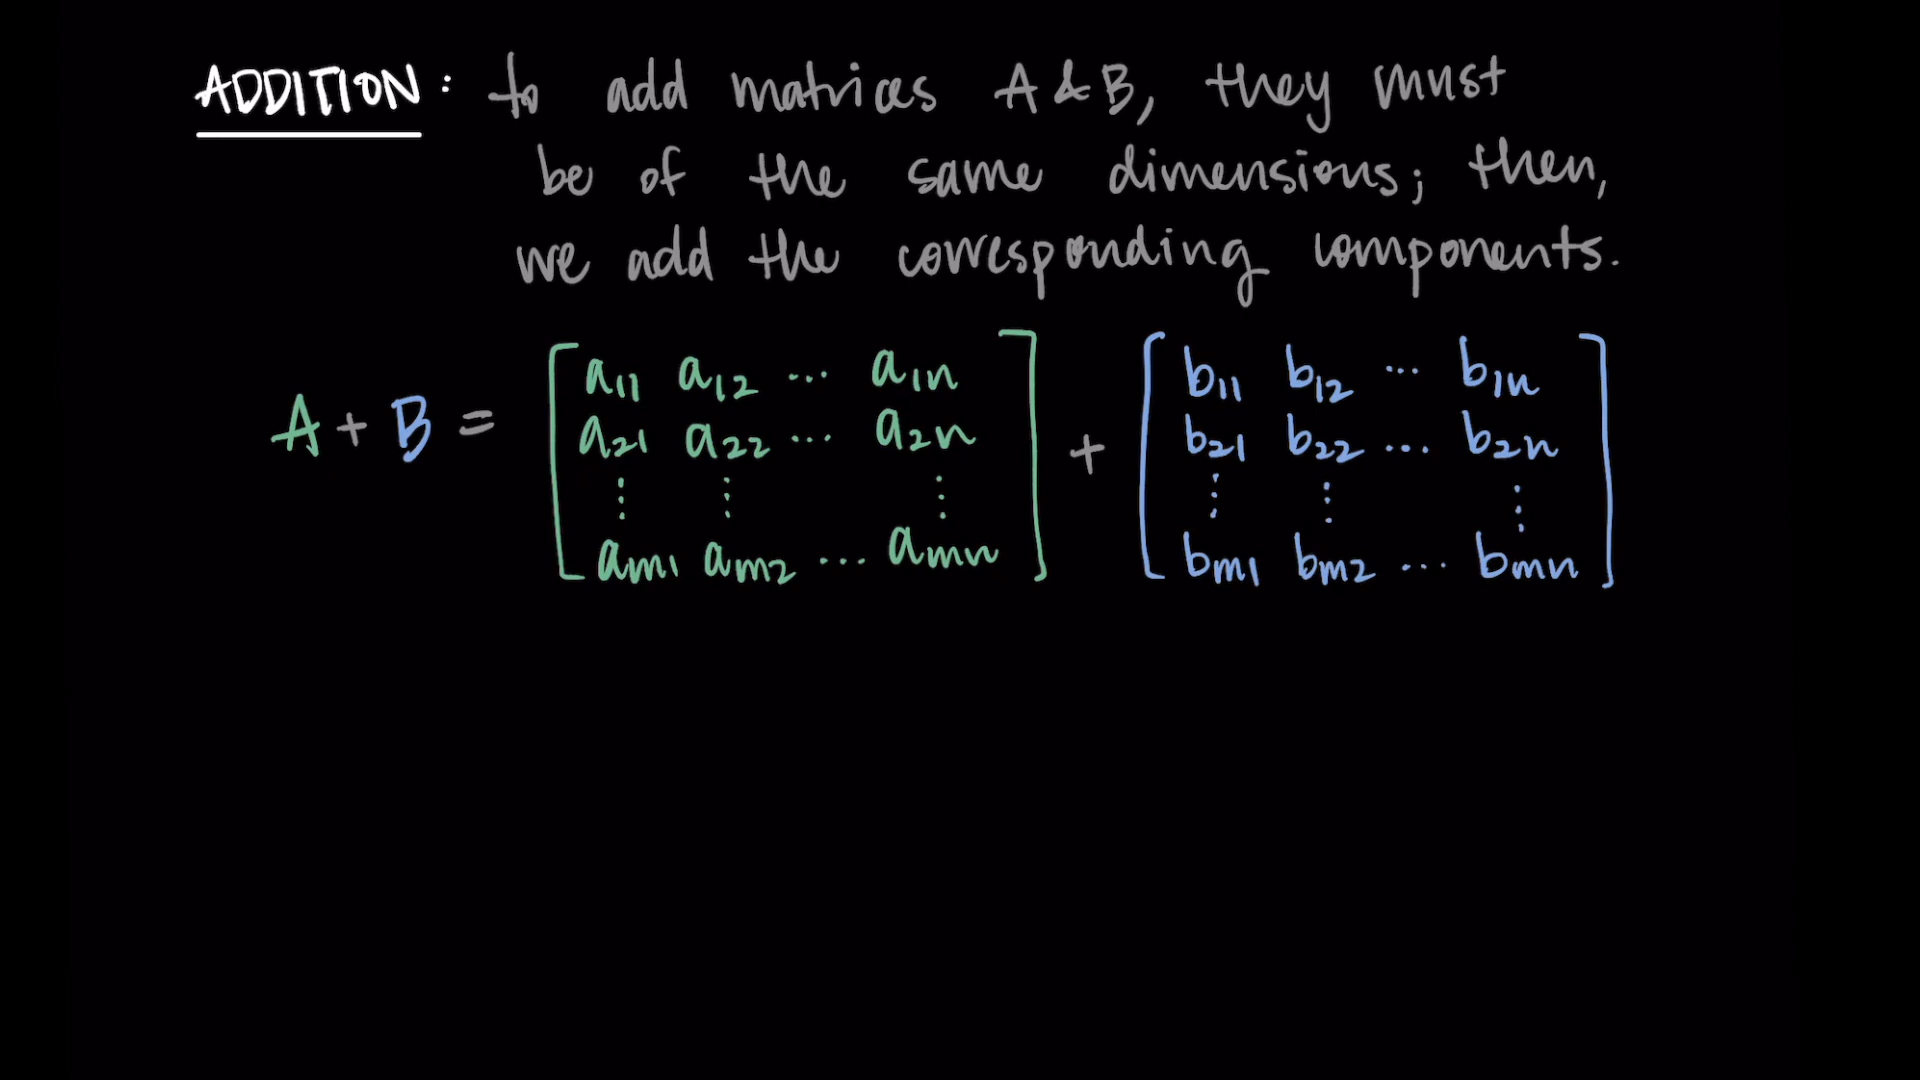 ADDITION: to add matrices A & B, they must
be of the same dimensions; then,
we add the corresponding components.
A + B = [a11 a12 ... a1n] + [b11 b12 ... b1n]
a21 a22 ... a2n b21 b22 ... b2n
⋮ ⋮ ⋮ ⋮ ⋮ ⋮
am1 am2 ... amn bm1 bm2 ... bmn